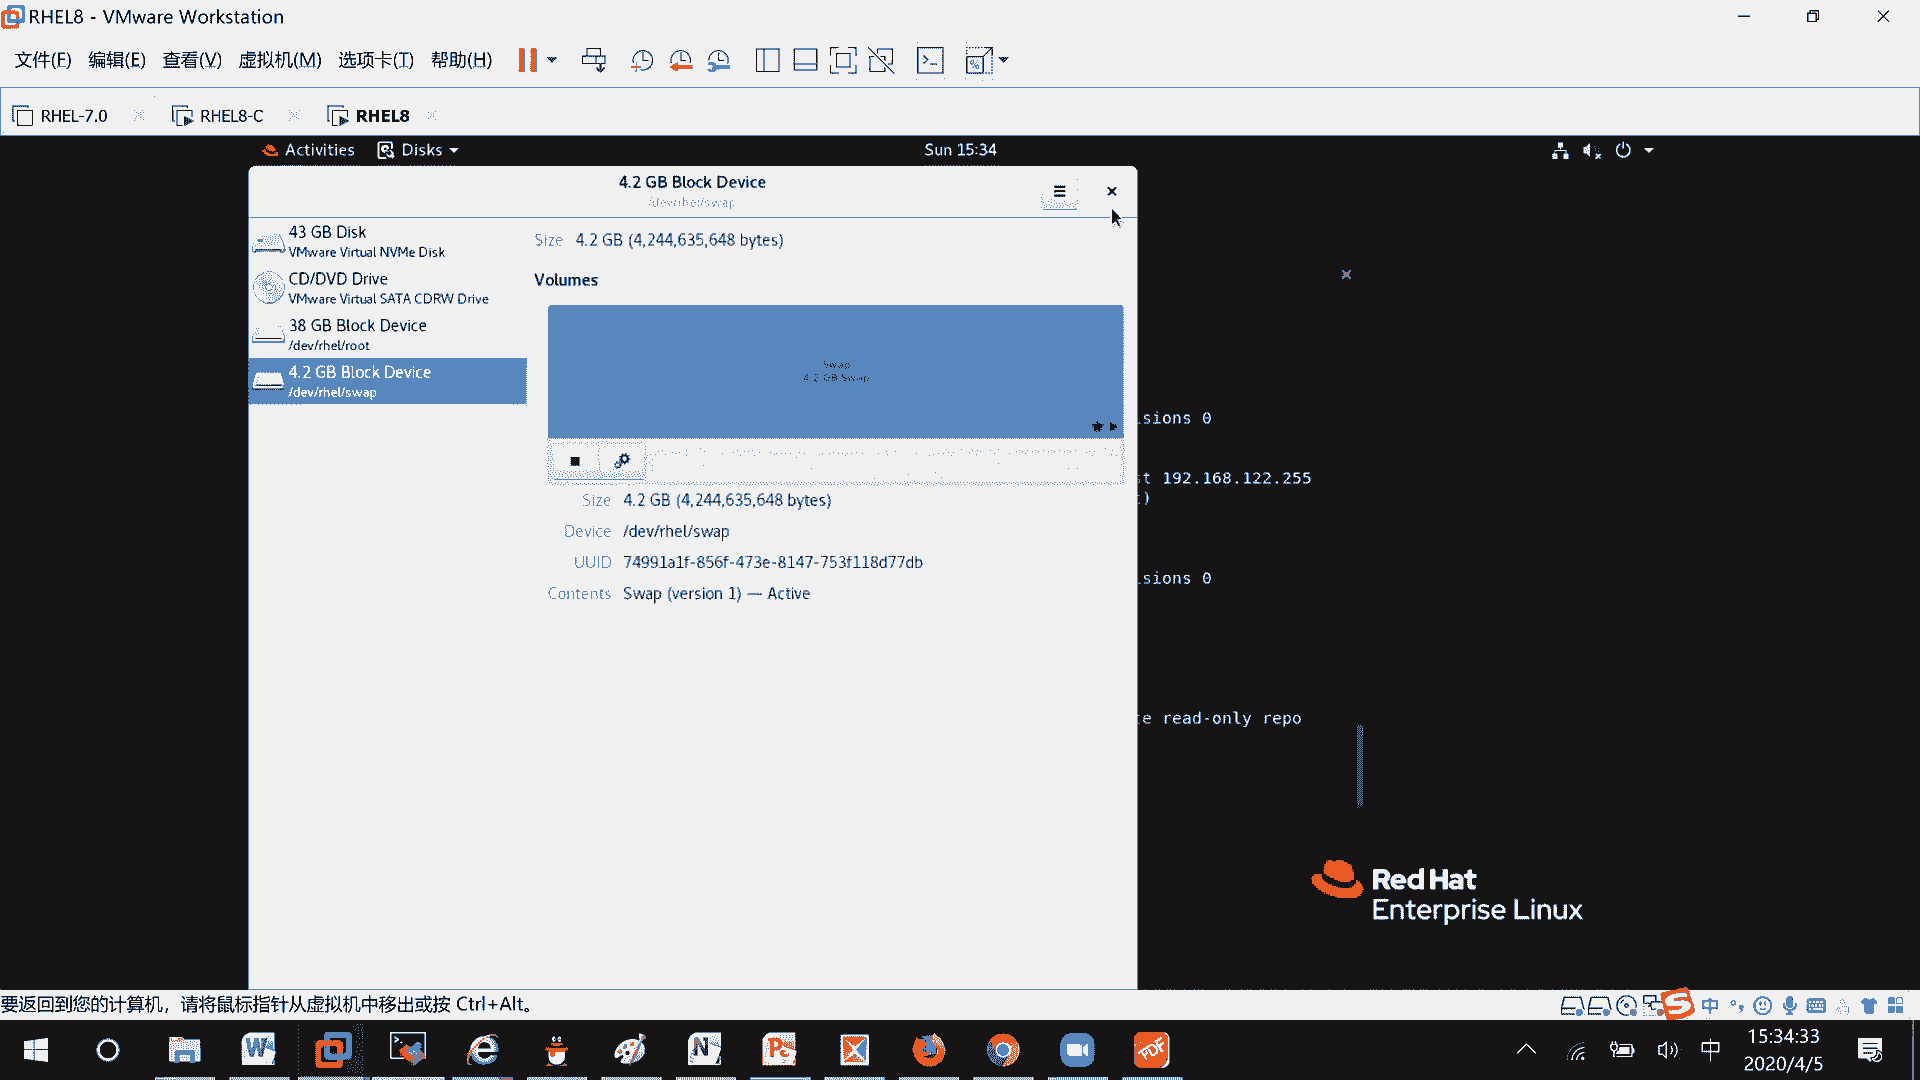 RHEL8 - VMware Workstation
文件(F) 编辑(E) 查看(V) 虚拟机(M) 选项卡(T) 帮助(H)
RHEL-7.0 RHEL8-C RHEL8
Activities Disks Sun 15:34
4.2 GB Block Device
/dev/rhel/swap
43 GB Disk
VMware Virtual NVMe Disk
CD/DVD Drive
VMware Virtual SATA CDRW Drive
38 GB Block Device
/dev/rhel/root
4.2 GB Block Device
/dev/rhel/swap
Size 4.2 GB (4,244,635,648 bytes)
Volumes
Swap
4.2 GB Swap
Size 4.2 GB (4,244,635,648 bytes)
Device /dev/rhel/swap
UUID 74991a1f-856f-473e-8147-753f118d77db
Contents Swap (version 1) — Active
sions 0
t 192.168.122.255
)
sions 0
e read-only repo
Red Hat
Enterprise Linux
要返回到您的计算机，请将鼠标指针从虚拟机中移出或按 Ctrl+Alt。
中
中
15:34:33
2020/4/5